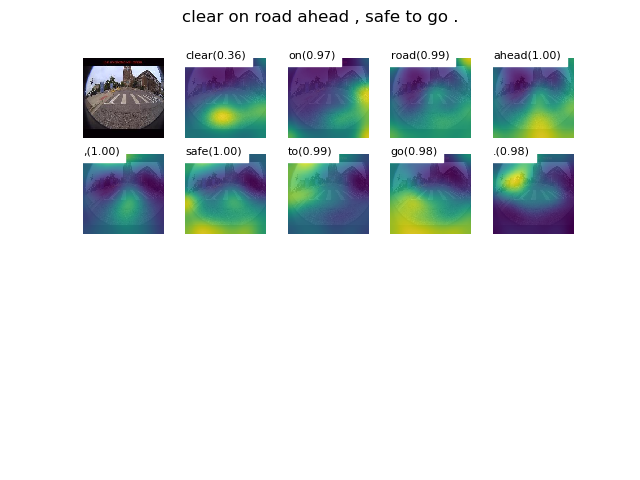 clear on road ahead , safe to go .
clear(0.36) on(0.97) road(0.99) ahead(1.00)
,(1.00) safe(1.00) to(0.99) go(0.98) .(0.98)